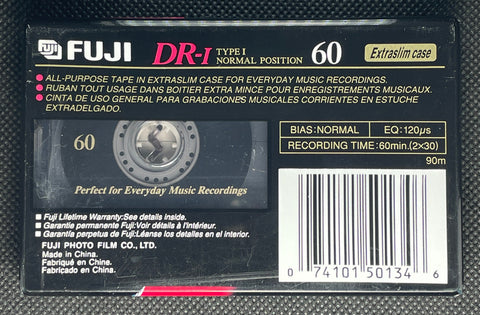 FUJI DR-I TYPE I NORMAL POSITION 60 Extraslim case
• ALL-PURPOSE TAPE IN EXTRASLIM CASE FOR EVERYDAY MUSIC RECORDINGS.
• RUBAN TOUT USAGE DANS BOITIER EXTRA MINCE POUR ENREGISTREMENTS MUSICAUX.
• CINTA DE USO GENERAL PARA GRABACIONES MUSICALES CORRIENTES EN ESTUCHE
EXTRADELGADO.
BIAS:NORMAL EQ:120µs
RECORDING TIME:60min.(2×30)
90m
60
Perfect for Everyday Music Recordings
■ Fuji Lifetime Warranty:See details inside.
■ Garantie permanente Fuji:Voir détails à l'intérieur.
■ Garantía perpetua de Fuji:Léanse los detalles en el interior.
FUJI PHOTO FILM CO., LTD.
Made in China.
Fabriqué en Chine.
Fabricado en China.
0 74101 50134 6